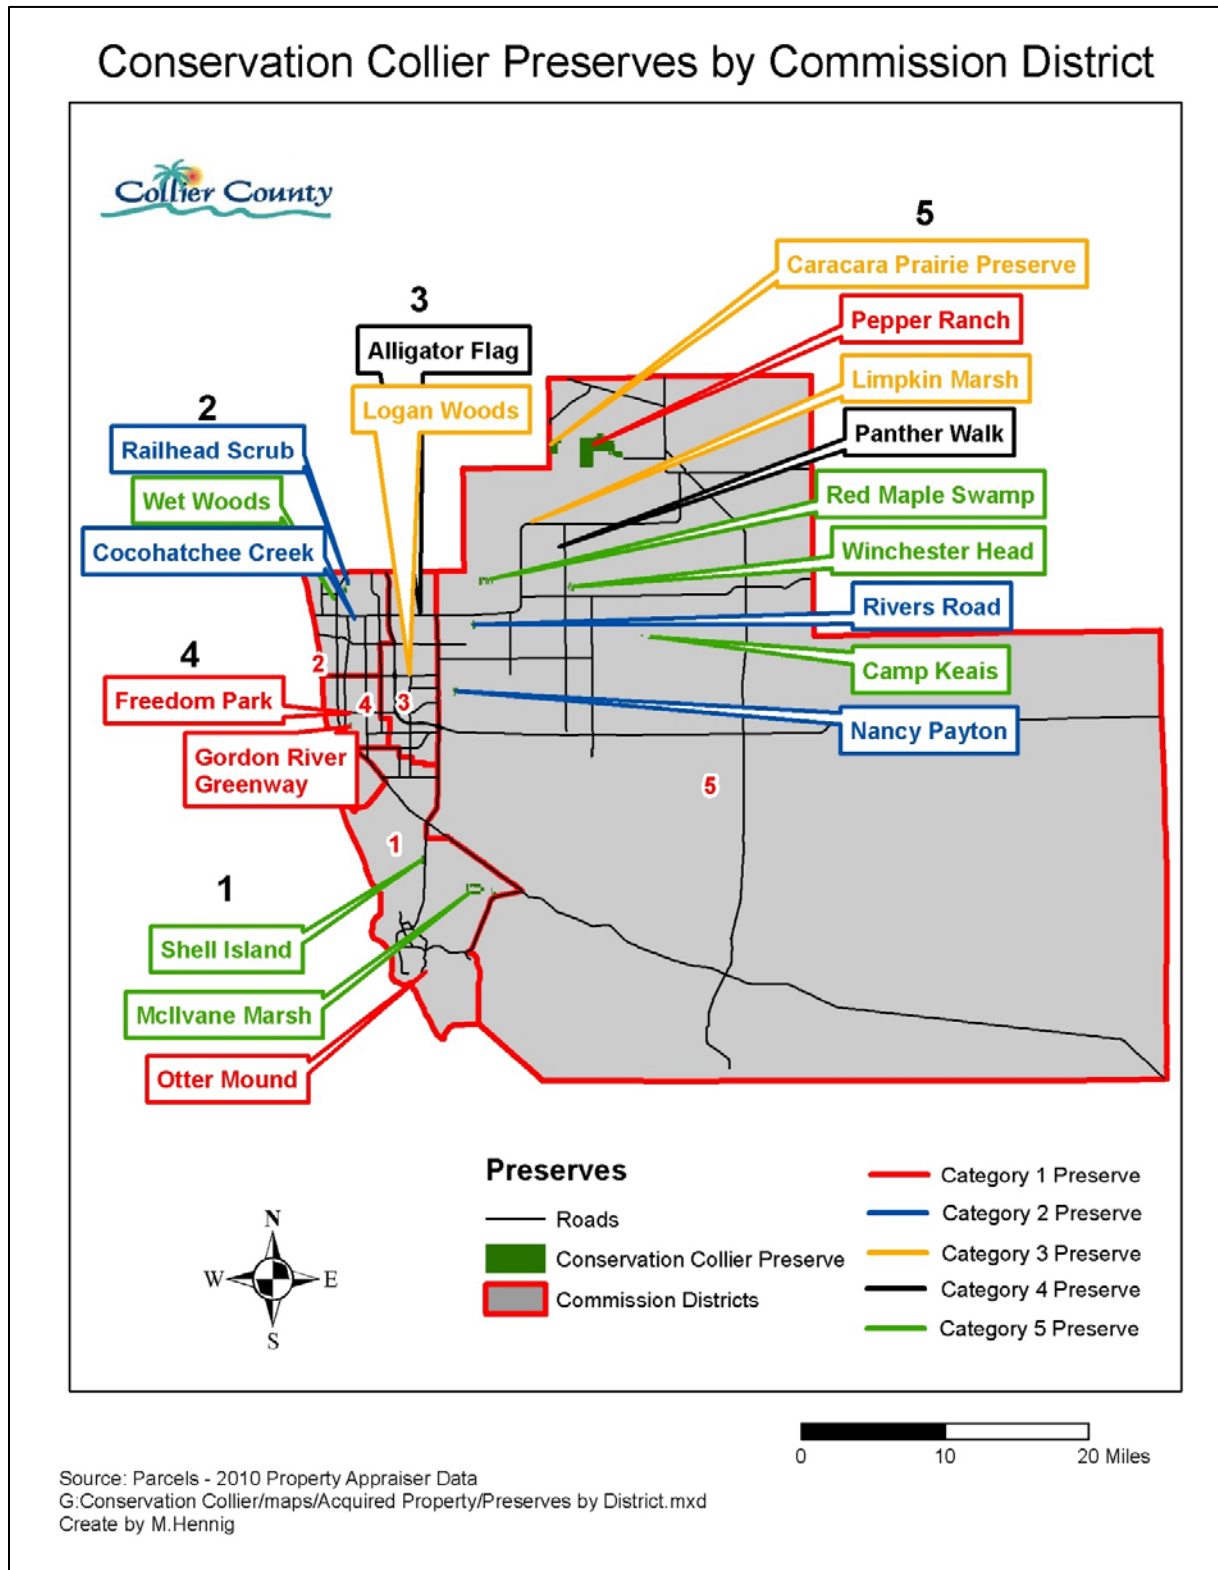 Conservation Collier Preserves by Commission District
Collier County
5
Caracara Prairie Preserve
3
Pepper Ranch
Alligator Flag
Limpkin Marsh
Logan Woods
2
Panther Walk
Railhead Scrub
Wet Woods
Red Maple Swamp
Cocohatchee Creek
Winchester Head
Rivers Road
4
2
Camp Keais
Freedom Park
4
3
Nancy Payton
Gordon River
Greenway
5
1
1
Shell Island
McIlvane Marsh
Otter Mound
Preserves
Roads
Conservation Collier Preserve
Commission Districts
Category 1 Preserve
Category 2 Preserve
Category 3 Preserve
Category 4 Preserve
Category 5 Preserve
N
W
E
S
0 10 20 Miles
Source: Parcels - 2010 Property Appraiser Data
G:Conservation Collier/maps/Acquired Property/Preserves by District.mxd
Create by M.Hennig